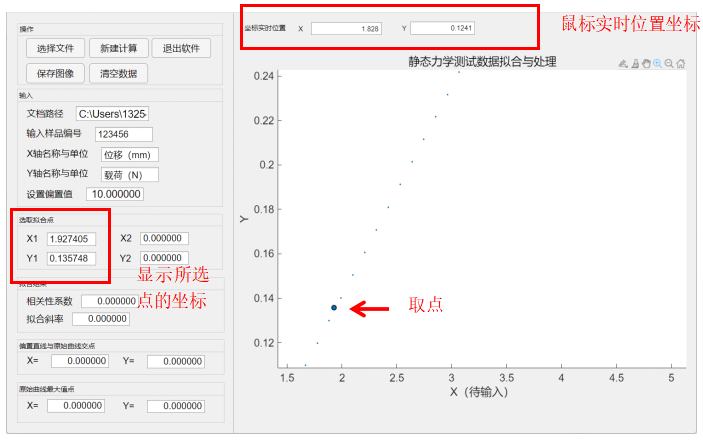 操作
选择文件 新建计算 退出软件
保存图像 清空数据
输入
文档路径 C:\Users\1325
输入样品编号 123456
X轴名称与单位 位移（mm）
Y轴名称与单位 载荷（N）
设置偏置值 10.000000
选取拟合点
X1 1.927405 X2 0.000000
Y1 0.135748 Y2 0.000000
显示所选
点的坐标
拟合结果
相关性系数 0.000000
拟合斜率 0.000000
偏置直线与原始曲线交点
X= 0.000000 Y= 0.000000
原始曲线最大值点
X= 0.000000 Y= 0.000000
坐标实时位置 X 1.828 Y 0.1241
鼠标实时位置坐标
静态力学测试数据拟合与处理
0.24
0.22
0.2
0.18
0.16
0.14
0.12
Y
取点
1.5 2 2.5 3 3.5 4 4.5 5
X（待输入）